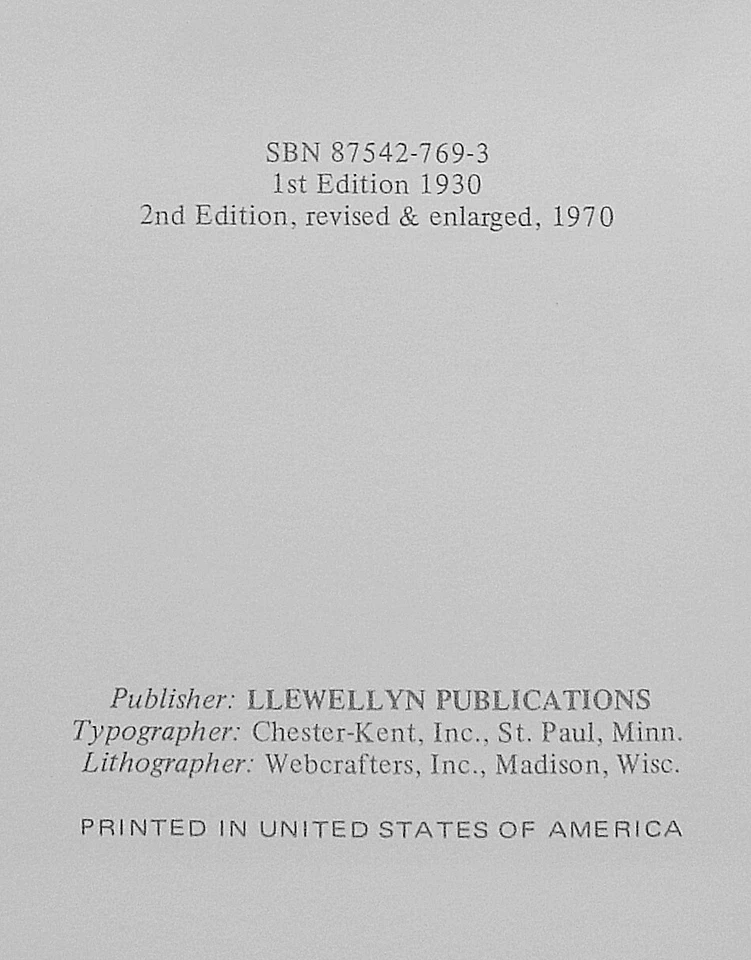 SBN 87542-769-3
1st Edition 1930
2nd Edition, revised & enlarged, 1970
Publisher: LLEWELLYN PUBLICATIONS
Typographer: Chester-Kent, Inc., St. Paul, Minn.
Lithographer: Webcrafters, Inc., Madison, Wisc.
PRINTED IN UNITED STATES OF AMERICA